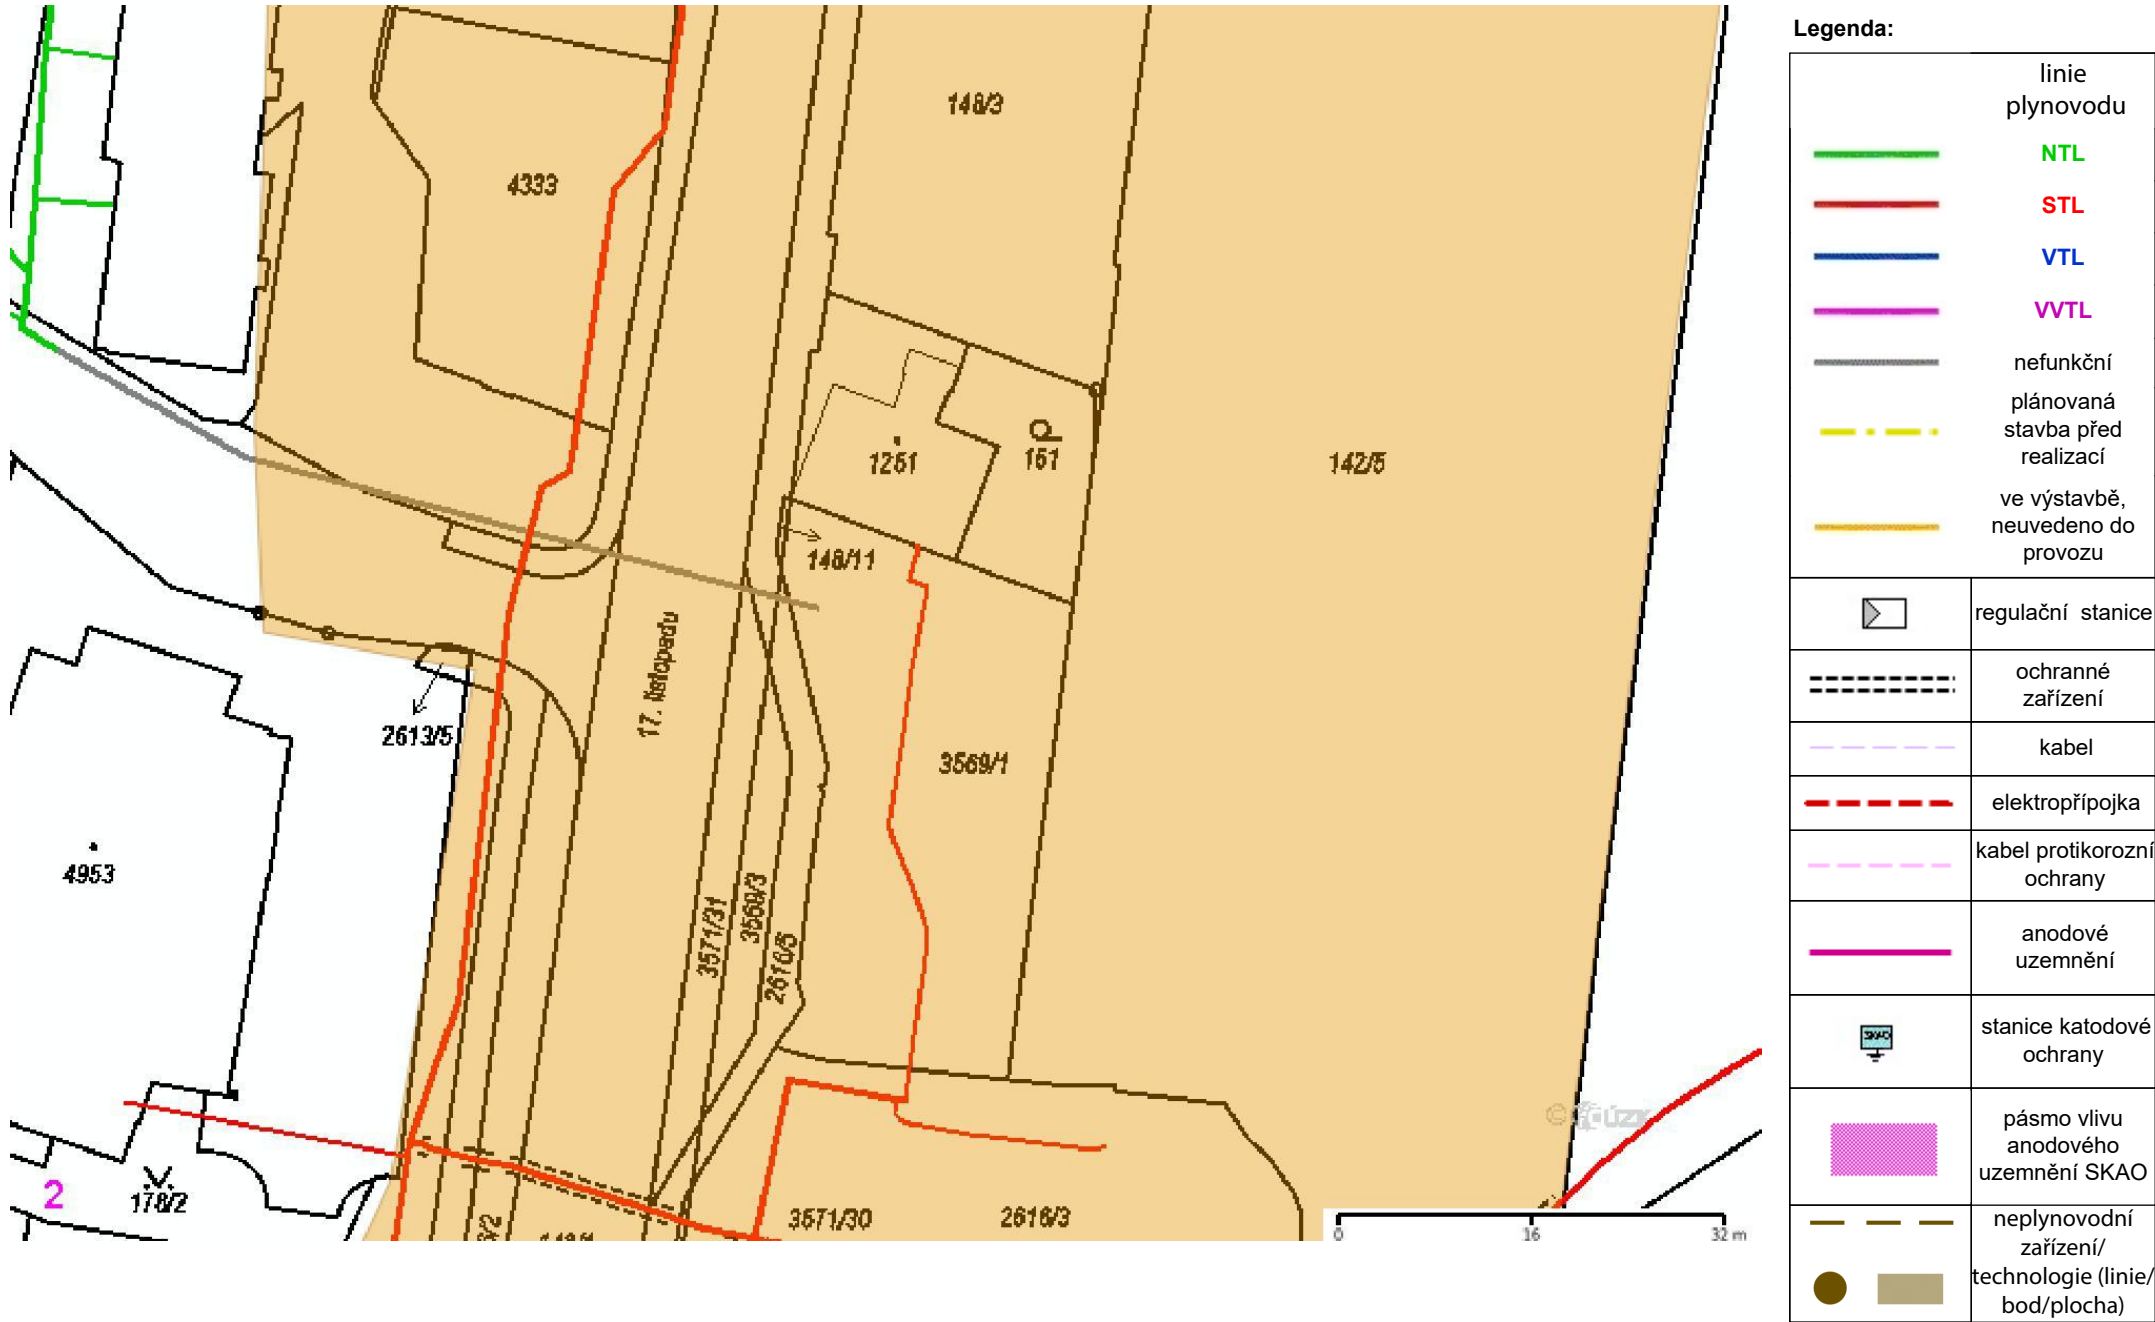 Legenda:
linie
plynovodu
NTL
STL
VTL
VVTL
nefunkční
plánovaná
stavba před
realizací
ve výstavbě,
neuvedeno do
provozu
regulační stanice
ochranné
zařízení
kabel
elektropřípojka
kabel protikorozní
ochrany
anodové
uzemnění
SKAO
stanice katodové
ochrany
pásmo vlivu
anodového
uzemnění SKAO
neplynovodní
zařízení/
technologie (linie/
bod/plocha)
148/3
4333
1251
151
142/5
148/11
17. listopadu
2613/5
3569/1
4953
3571/31
3569/3
2616/5
2
178/2
3571/30
2616/3
© ČÚZK
0 16 32 m